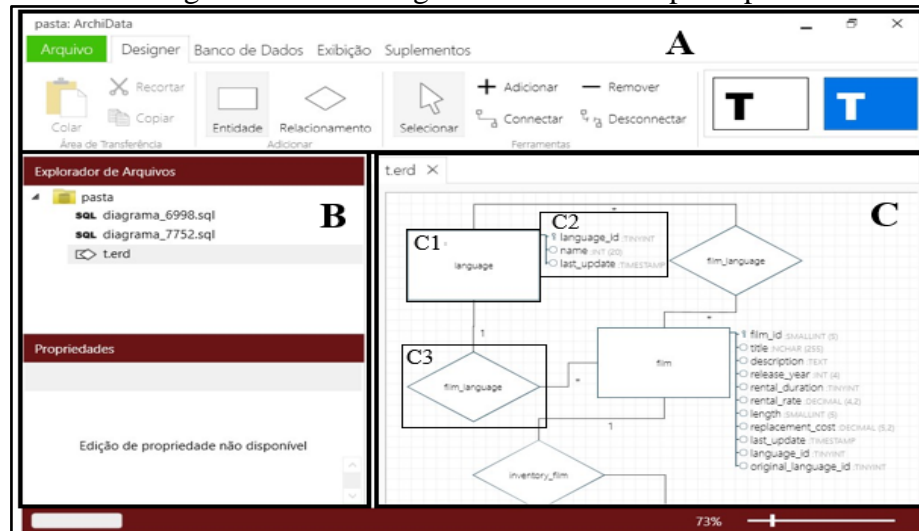 pasta: ArchiData
A
Arquivo Designer Banco de Dados Exibição Suplementos
Recortar
Copiar
Colar
Área de Transferência
Entidade Relacionamento
Adicionar
Selecionar
Adicionar Remover
Connectar Desconnectar
Ferramentas
T T
Explorador de Arquivos
B
pasta
SQL diagrama_6998.sql
SQL diagrama_7752.sql
t.erd
Propriedades
Edição de propriedade não disponível
t.erd
C
C1
language
C2
language_id :TINYINT
name :INT (20)
last_update :TIMESTAMP
film_language
*
*
1
C3
film_language
*
film
film_id :SMALLINT (5)
title :NCHAR (255)
description :TEXT
release_year :INT (4)
rental_duration :TINYINT
rental_rate :DECIMAL (4,2)
length :SMALLINT (5)
replacement_cost :DECIMAL (5,2)
last_update :TIMESTAMP
language_id :TINYINT
original_language_id :TINYINT
1
inventory_film
73%